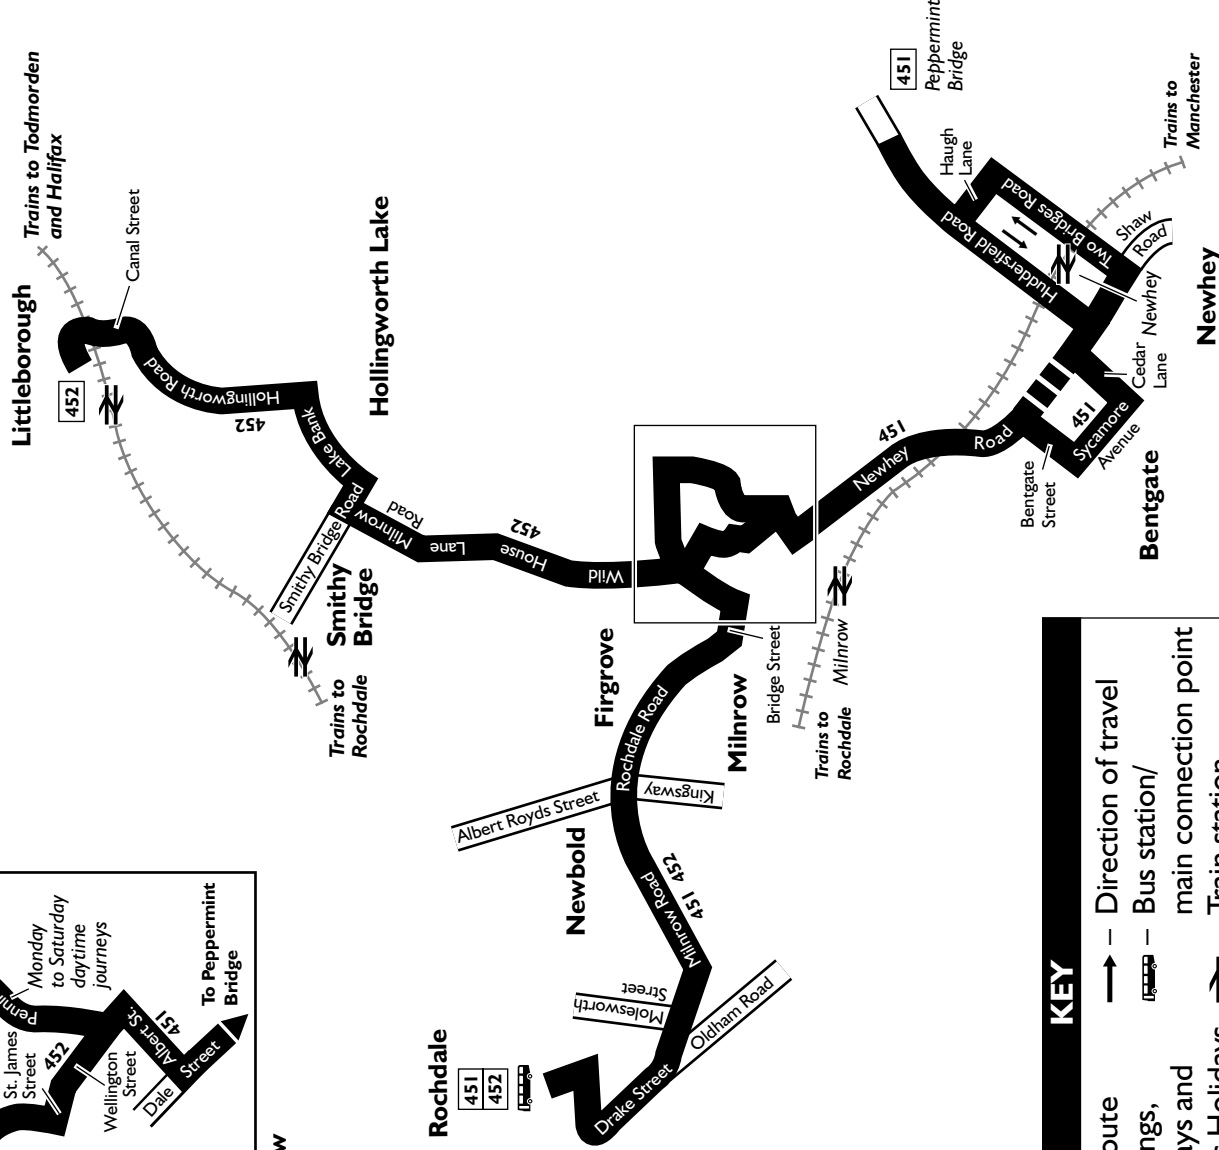 Trains to Todmorden
and Halifax
Littleborough
Canal Street
452
Hollingworth Road
452
Hollingworth Lake
Lake Bank
Smithy Bridge Road
Smithy
Bridge
Trains to
Rochdale
Milnrow
Road
Wild
House
Lane
452
451
Peppermint
Bridge
Haugh
Lane
Huddersfield Road
Two Bridges Road
Trains to
Manchester
Shaw
Road
Newhey
Newhey
Cedar
Lane
451
Sycamore
Avenue
Bentgate
Street
Bentgate
Newhey
Road
451
Firgrove
Bridge Street
Milnrow
Milnrow
Trains to
Rochdale
Rochdale Road
Albert Royds Street
Kingsway
Newbold
Milnrow Road
451 452
Molesworth
Street
Oldham Road
Drake Street
Rochdale
451
452
Monday
to Saturday
daytime
journeys
St. James
Street
452
Wellington
Street
Albert St.
451
Dale
Street
To Peppermint
Bridge
KEY
Direction of travel
Bus station/
main connection point